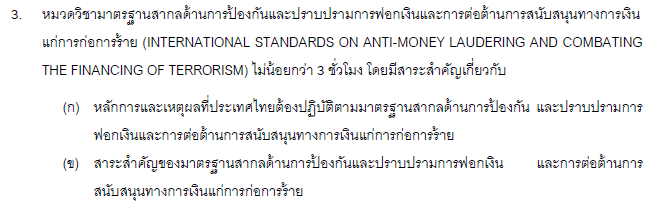 3. หมวดวิชามาตรฐานสากลด้านการป้องกันและปราบปรามการฟอกเงินและการต่อต้านการสนับสนุนทางการเงิน
แก่การก่อการร้าย (INTERNATIONAL STANDARDS ON ANTI-MONEY LAUDERING AND COMBATING
THE FINANCING OF TERRORISM) ไม่น้อยกว่า 3 ชั่วโมง โดยมีสาระสำคัญเกี่ยวกับ
(ก) หลักการและเหตุผลที่ประเทศไทยต้องปฏิบัติตามมาตรฐานสากลด้านการป้องกัน และปราบปรามการ
ฟอกเงินและการต่อต้านการสนับสนุนทางการเงินแก่การก่อการร้าย
(ข) สาระสำคัญของมาตรฐานสากลด้านการป้องกันและปราบปรามการฟอกเงิน และการต่อต้านการ
สนับสนุนทางการเงินแก่การก่อการร้าย